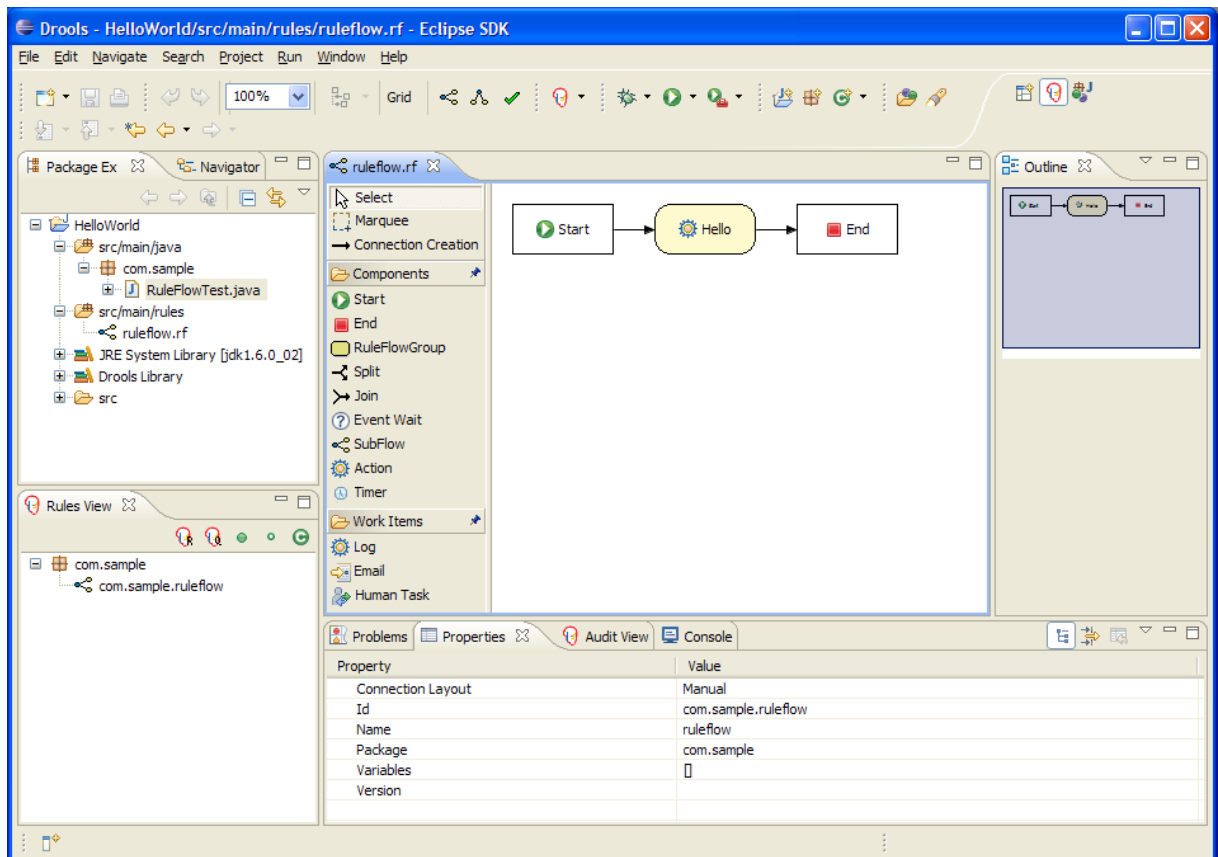 Drools - HelloWorld/src/main/rules/ruleflow.rf - Eclipse SDK
File Edit Navigate Search Project Run Window Help
100% Grid
Package Ex Navigator
HelloWorld
src/main/java
com.sample
RuleFlowTest.java
src/main/rules
ruleflow.rf
JRE System Library [jdk1.6.0_02]
Drools Library
src
Rules View
com.sample
com.sample.ruleflow
ruleflow.rf
Select
Marquee
Connection Creation
Components
Start
End
RuleFlowGroup
Split
Join
Event Wait
SubFlow
Action
Timer
Work Items
Log
Email
Human Task
Start Hello End
Outline
Start Hello End
Problems Properties Audit View Console
Property Value
Connection Layout Manual
Id com.sample.ruleflow
Name ruleflow
Package com.sample
Variables []
Version